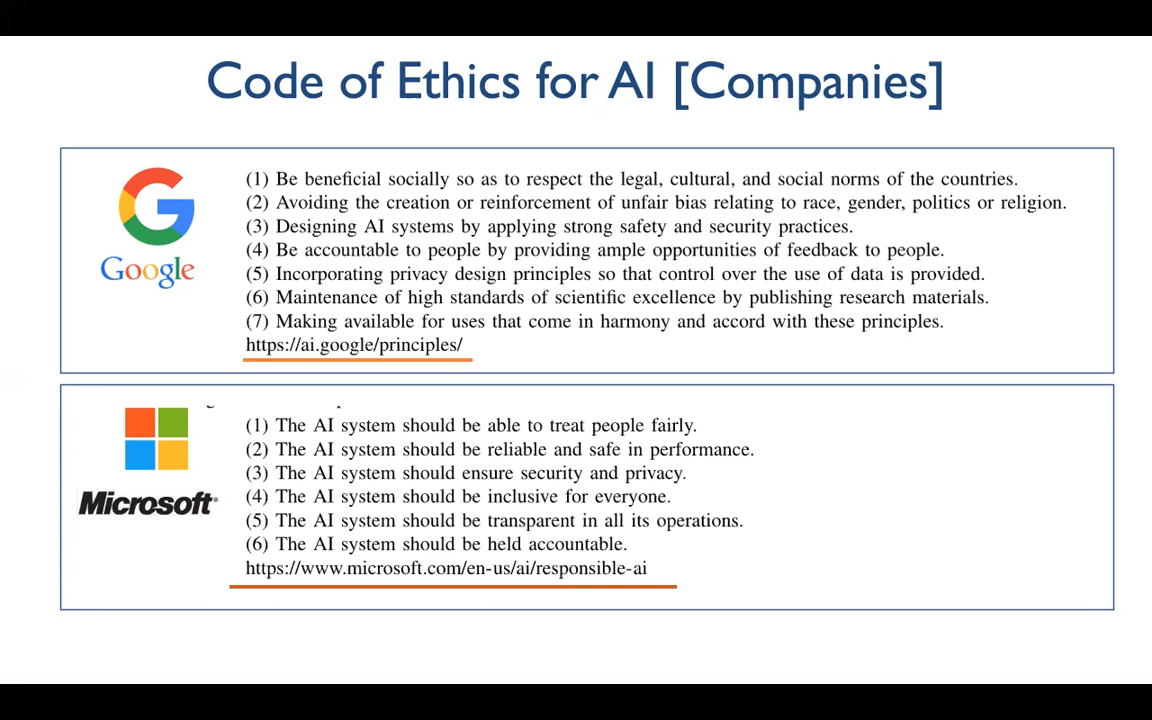 Code of Ethics for AI [Companies]
(1) Be beneficial socially so as to respect the legal, cultural, and social norms of the countries.
(2) Avoiding the creation or reinforcement of unfair bias relating to race, gender, politics or religion.
(3) Designing AI systems by applying strong safety and security practices.
(4) Be accountable to people by providing ample opportunities of feedback to people.
(5) Incorporating privacy design principles so that control over the use of data is provided.
(6) Maintenance of high standards of scientific excellence by publishing research materials.
(7) Making available for uses that come in harmony and accord with these principles.
https://ai.google/principles/
Google
(1) The AI system should be able to treat people fairly.
(2) The AI system should be reliable and safe in performance.
(3) The AI system should ensure security and privacy.
(4) The AI system should be inclusive for everyone.
(5) The AI system should be transparent in all its operations.
(6) The AI system should be held accountable.
https://www.microsoft.com/en-us/ai/responsible-ai
Microsoft